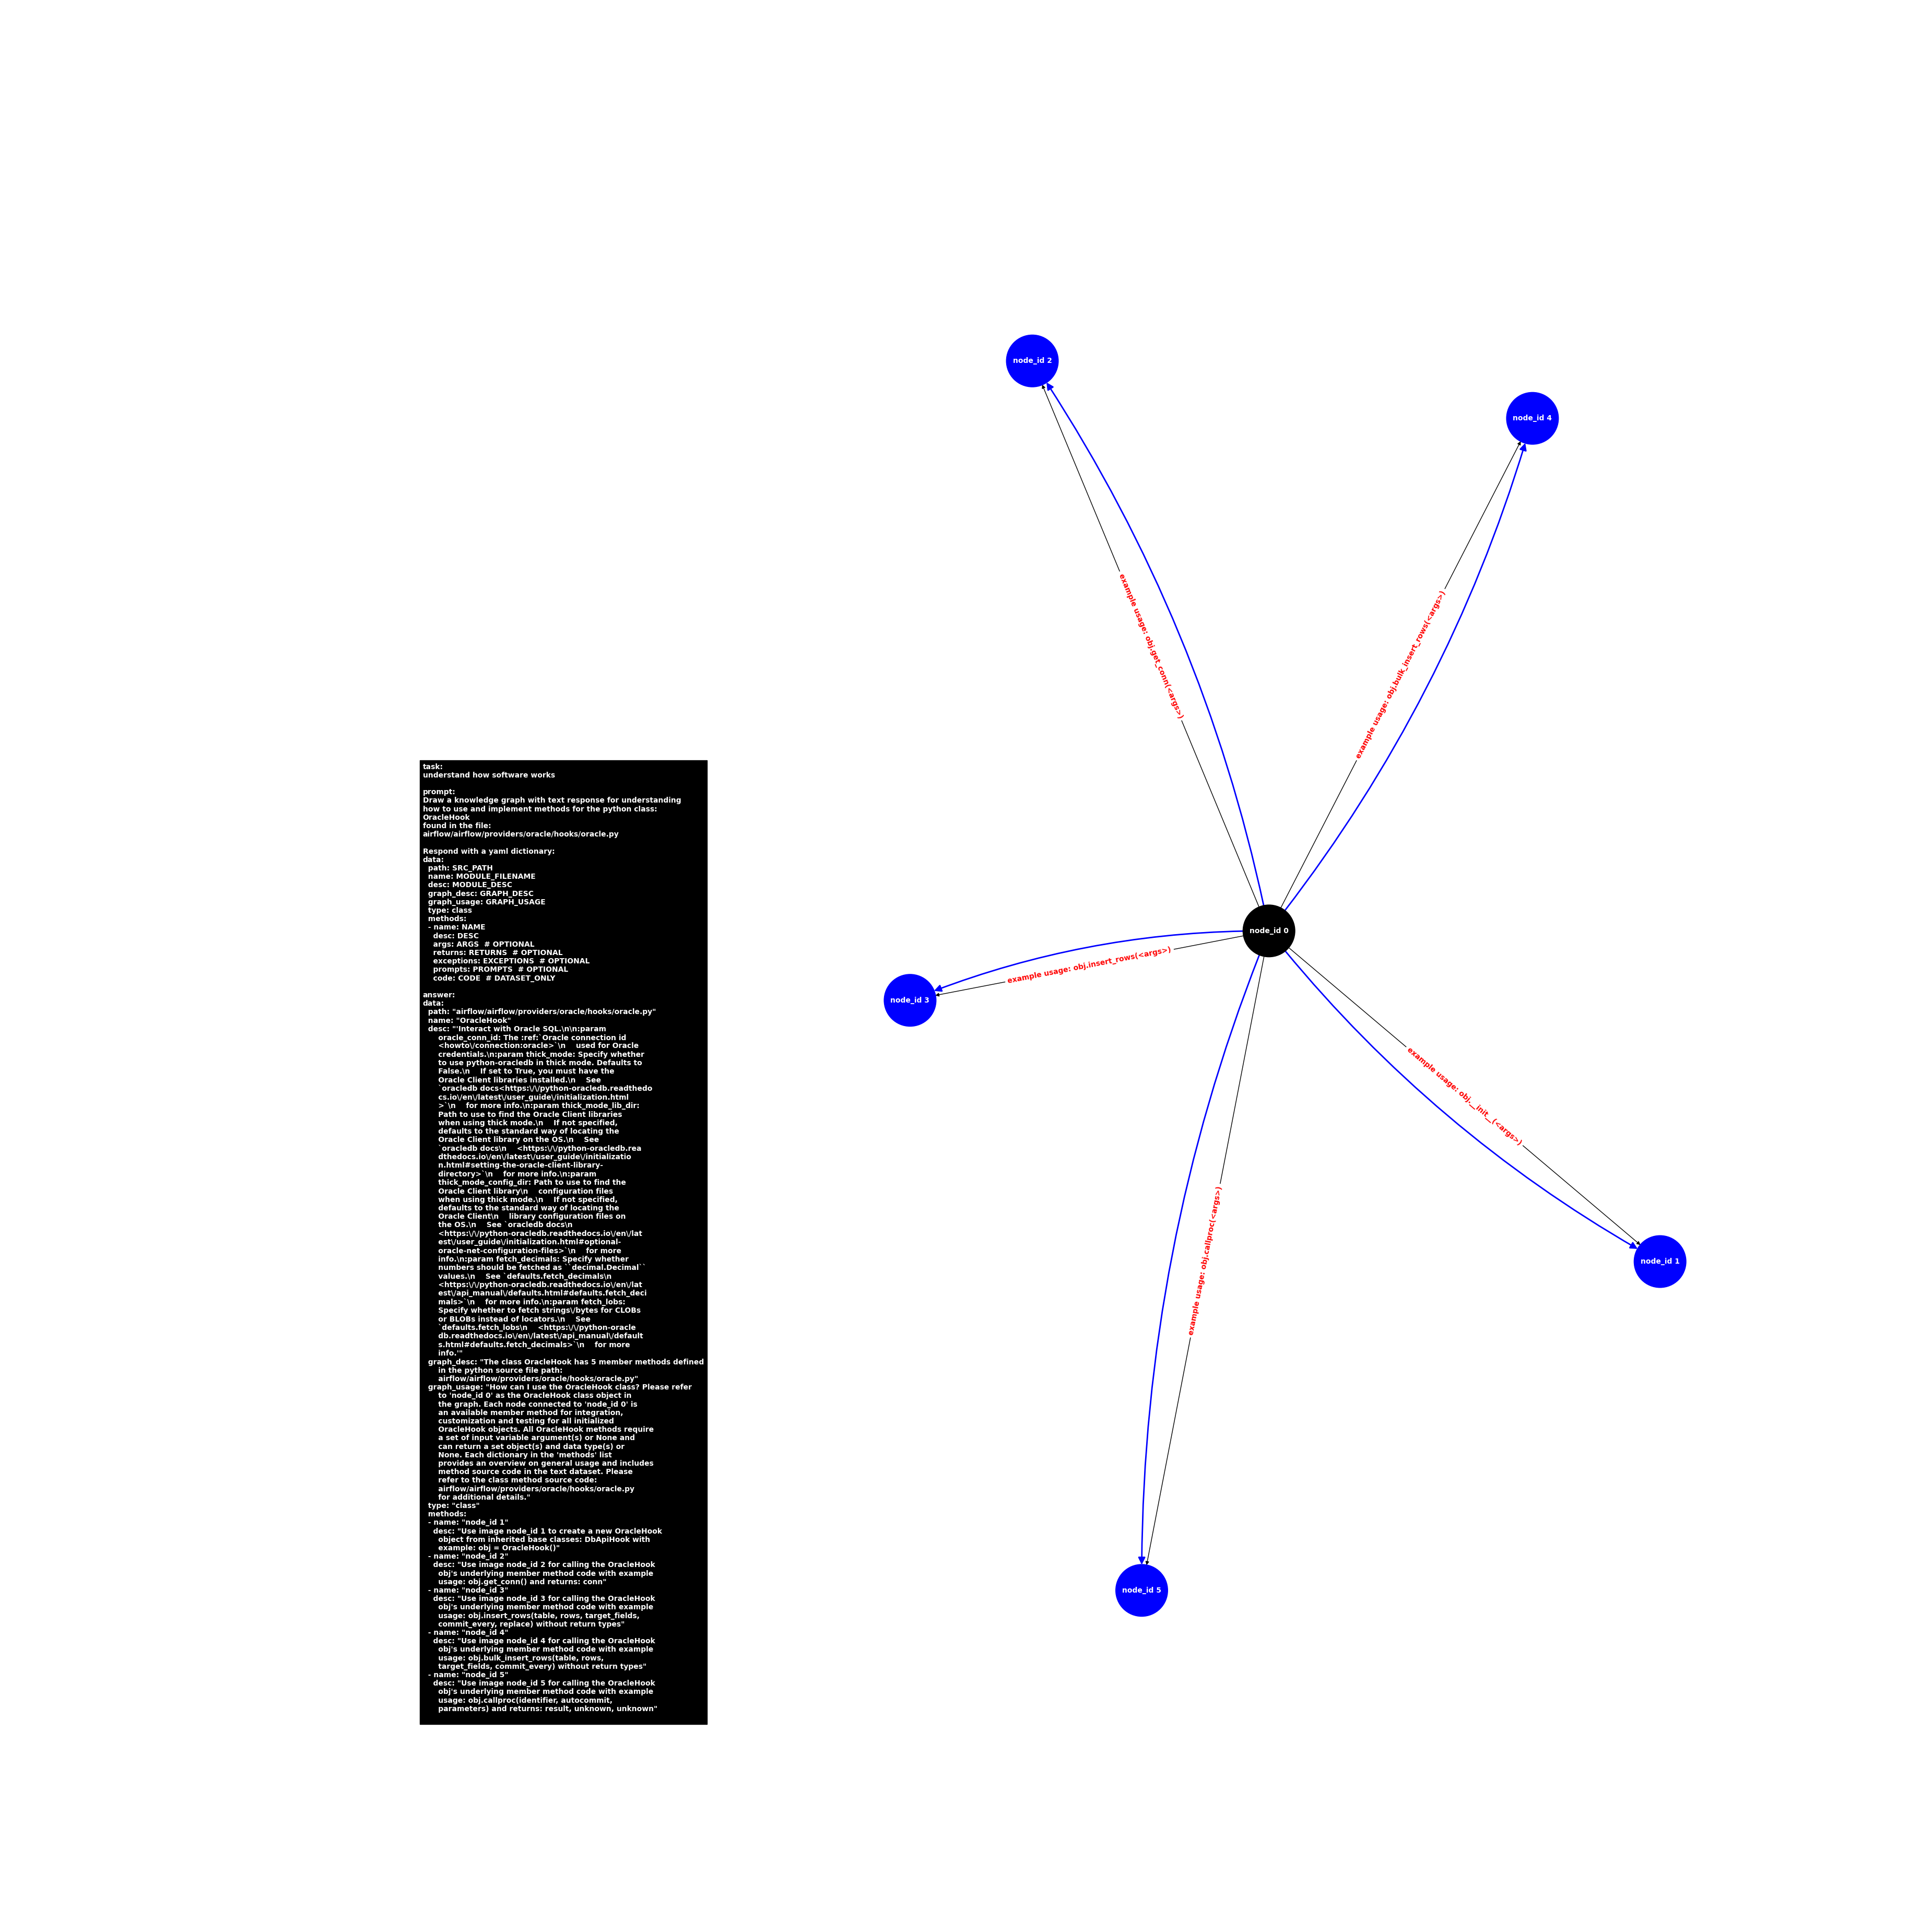 task:
understand how software works

prompt:
Draw a knowledge graph with text response for understanding
how to use and implement methods for the python class:
OracleHook
found in the file:
airflow/airflow/providers/oracle/hooks/oracle.py

Respond with a yaml dictionary:
data:
  path: SRC_PATH
  name: MODULE_FILENAME
  desc: MODULE_DESC
  graph_desc: GRAPH_DESC
  graph_usage: GRAPH_USAGE
  type: class
  methods:
  - name: NAME
    desc: DESC
    args: ARGS  # OPTIONAL
    returns: RETURNS  # OPTIONAL
    exceptions: EXCEPTIONS  # OPTIONAL
    prompts: PROMPTS  # OPTIONAL
    code: CODE  # DATASET_ONLY

answer:
data:
  path: "airflow/airflow/providers/oracle/hooks/oracle.py"
  name: "OracleHook"
  desc: "'Interact with Oracle SQL.\n\n:param
      oracle_conn_id: The :ref:`Oracle connection id
      <howto\/connection:oracle>`\n    used for Oracle
      credentials.\n:param thick_mode: Specify whether
      to use python-oracledb in thick mode. Defaults to
      False.\n    If set to True, you must have the
      Oracle Client libraries installed.\n    See
      `oracledb docs<https:\/\/python-oracledb.readthedo
      cs.io\/en\/latest\/user_guide\/initialization.html
      >`\n    for more info.\n:param thick_mode_lib_dir:
      Path to use to find the Oracle Client libraries
      when using thick mode.\n    If not specified,
      defaults to the standard way of locating the
      Oracle Client library on the OS.\n    See
      `oracledb docs\n    <https:\/\/python-oracledb.rea
      dthedocs.io\/en\/latest\/user_guide\/initializatio
      n.html#setting-the-oracle-client-library-
      directory>`\n    for more info.\n:param
      thick_mode_config_dir: Path to use to find the
      Oracle Client library\n    configuration files
      when using thick mode.\n    If not specified,
      defaults to the standard way of locating the
      Oracle Client\n    library configuration files on
      the OS.\n    See `oracledb docs\n
      <https:\/\/python-oracledb.readthedocs.io\/en\/lat
      est\/user_guide\/initialization.html#optional-
      oracle-net-configuration-files>`\n    for more
      info.\n:param fetch_decimals: Specify whether
      numbers should be fetched as ``decimal.Decimal``
      values.\n    See `defaults.fetch_decimals\n
      <https:\/\/python-oracledb.readthedocs.io\/en\/lat
      est\/api_manual\/defaults.html#defaults.fetch_deci
      mals>`\n    for more info.\n:param fetch_lobs:
      Specify whether to fetch strings\/bytes for CLOBs
      or BLOBs instead of locators.\n    See
      `defaults.fetch_lobs\n    <https:\/\/python-oracle
      db.readthedocs.io\/en\/latest\/api_manual\/default
      s.html#defaults.fetch_decimals>`\n    for more
      info.'"
  graph_desc: "The class OracleHook has 5 member methods defined
      in the python source file path:
      airflow/airflow/providers/oracle/hooks/oracle.py"
  graph_usage: "How can I use the OracleHook class? Please refer
      to 'node_id 0' as the OracleHook class object in
      the graph. Each node connected to 'node_id 0' is
      an available member method for integration,
      customization and testing for all initialized
      OracleHook objects. All OracleHook methods require
      a set of input variable argument(s) or None and
      can return a set object(s) and data type(s) or
      None. Each dictionary in the 'methods' list
      provides an overview on general usage and includes
      method source code in the text dataset. Please
      refer to the class method source code:
      airflow/airflow/providers/oracle/hooks/oracle.py
      for additional details."
  type: "class"
  methods:
  - name: "node_id 1"
    desc: "Use image node_id 1 to create a new OracleHook
      object from inherited base classes: DbApiHook with
      example: obj = OracleHook()"
  - name: "node_id 2"
    desc: "Use image node_id 2 for calling the OracleHook
      obj's underlying member method code with example
      usage: obj.get_conn() and returns: conn"
  - name: "node_id 3"
    desc: "Use image node_id 3 for calling the OracleHook
      obj's underlying member method code with example
      usage: obj.insert_rows(table, rows, target_fields,
      commit_every, replace) without return types"
  - name: "node_id 4"
    desc: "Use image node_id 4 for calling the OracleHook
      obj's underlying member method code with example
      usage: obj.bulk_insert_rows(table, rows,
      target_fields, commit_every) without return types"
  - name: "node_id 5"
    desc: "Use image node_id 5 for calling the OracleHook
      obj's underlying member method code with example
      usage: obj.callproc(identifier, autocommit,
      parameters) and returns: result, unknown, unknown"
node_id 2
node_id 4
example usage: obj.get_conn(<args>)
example usage: obj.bulk_insert_rows(<args>)
node_id 0
example usage: obj.insert_rows(<args>)
node_id 3
example usage: obj.__init__(<args>)
example usage: obj.callproc(<args>)
node_id 1
node_id 5